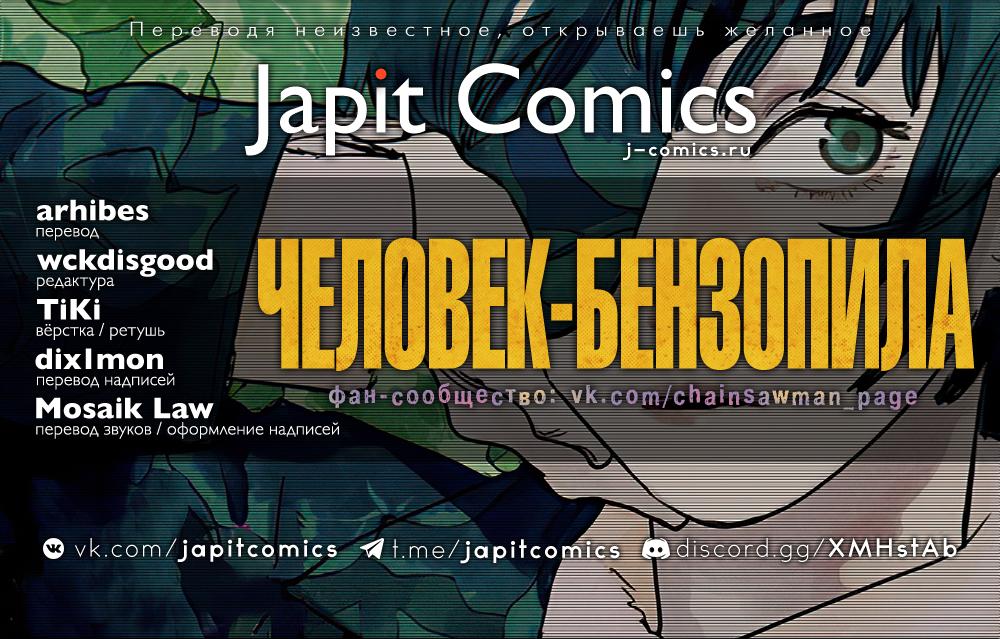 Переводя неизвестное, открываешь желанное
Japit Comics
j-comics.ru
arhibes
перевод
wckdisgood
редактура
TiKi
вёрстка / ретушь
dix1mon
перевод надписей
Mosaik Law
перевод звуков / оформление надписей
ЧЕЛОВЕК-БЕНЗОПИЛА
фан-сообщество: vk.com/chainsawman_page
vk.com/japitcomics
t.me/japitcomics
discord.gg/XMHstAb